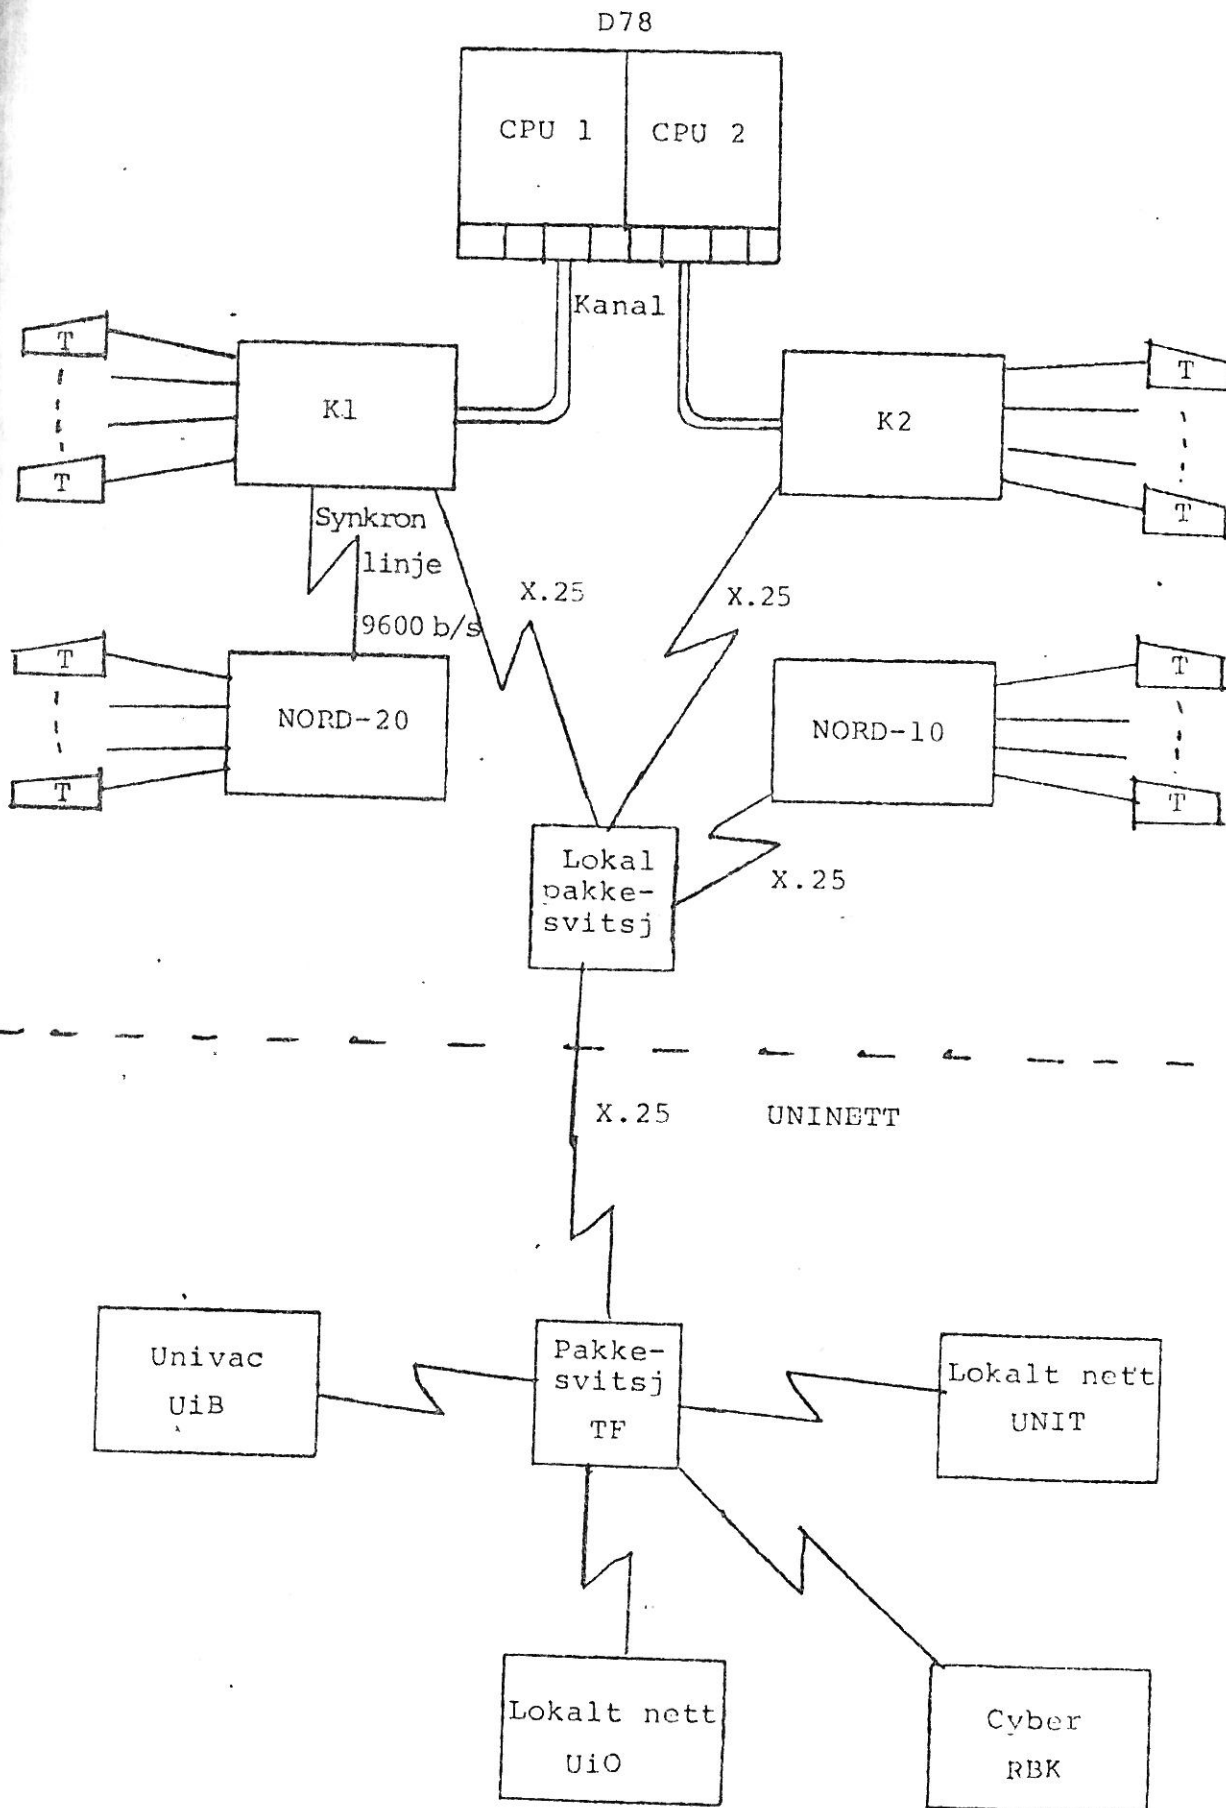 D78
CPU 1 CPU 2
Kanal
T
T
K1
K2
T
T
Synkron
linje
9600 b/s
X.25
X.25
T
T
NORD-20
NORD-10
T
T
Lokal
pakke-
svitsj
X.25
X.25
UNINETT
Univac
UiB
Pakke-
svitsj
TF
Lokalt nett
UNIT
Lokalt nett
UiO
Cyber
RBK